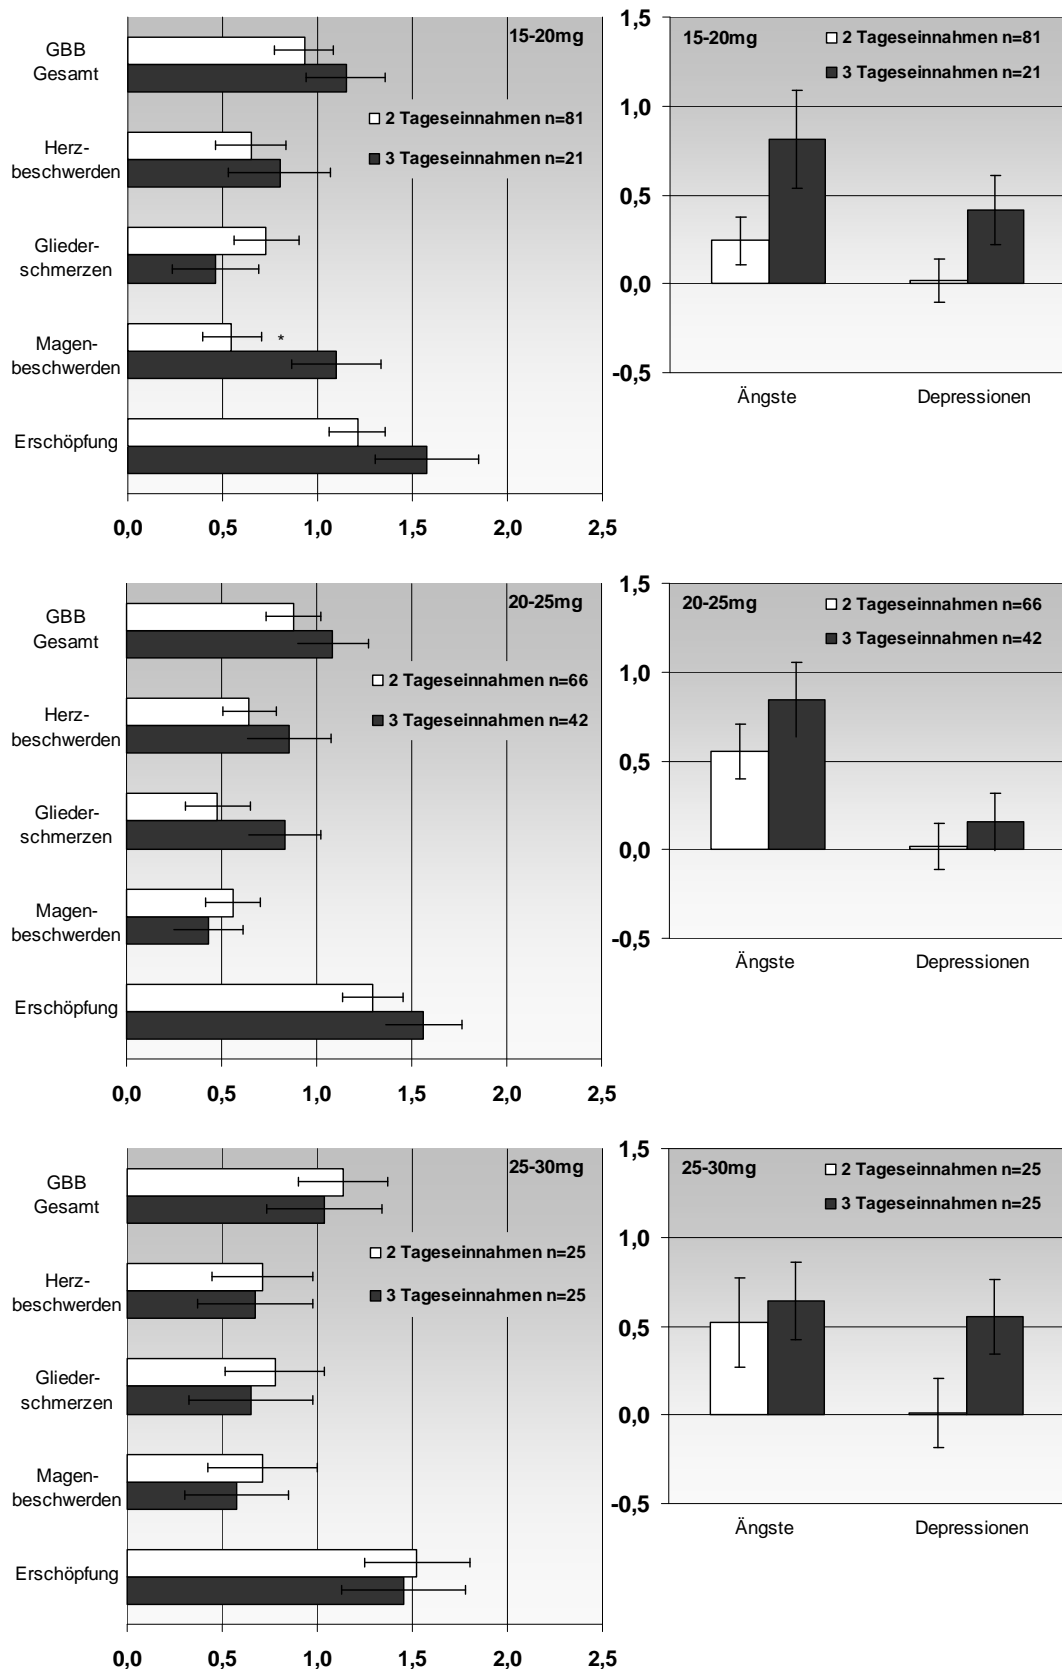 15-20mg
GBB
Gesamt
2 Tageseinnahmen n=81
3 Tageseinnahmen n=21
Herz-
beschwerden
Glieder-
schmerzen
Magen-
beschwerden
*
Erschöpfung
0,0 0,5 1,0 1,5 2,0 2,5
1,5
15-20mg
2 Tageseinnahmen n=81
3 Tageseinnahmen n=21
1,0
0,5
0,0
-0,5
Ängste Depressionen
20-25mg
GBB
Gesamt
2 Tageseinnahmen n=66
3 Tageseinnahmen n=42
Herz-
beschwerden
Glieder-
schmerzen
Magen-
beschwerden
Erschöpfung
0,0 0,5 1,0 1,5 2,0 2,5
1,5
20-25mg
2 Tageseinnahmen n=66
3 Tageseinnahmen n=42
1,0
0,5
0,0
-0,5
Ängste Depressionen
25-30mg
GBB
Gesamt
2 Tageseinnahmen n=25
3 Tageseinnahmen n=25
Herz-
beschwerden
Glieder-
schmerzen
Magen-
beschwerden
Erschöpfung
0,0 0,5 1,0 1,5 2,0 2,5
1,5
25-30mg
2 Tageseinnahmen n=25
3 Tageseinnahmen n=25
1,0
0,5
0,0
-0,5
Ängste Depressionen